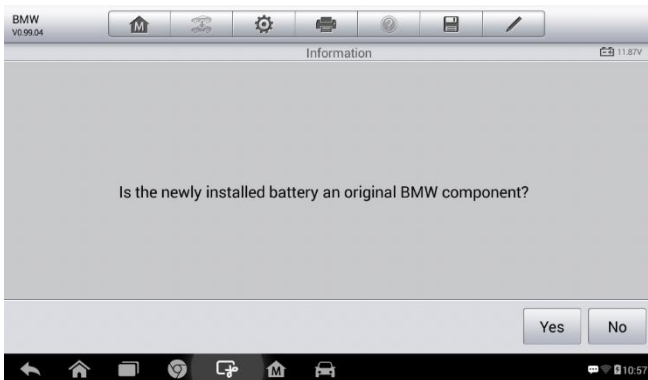 BMW
V0.99.04
M
Information
11.87V
Is the newly installed battery an original BMW component?
Yes
No
M
10:57